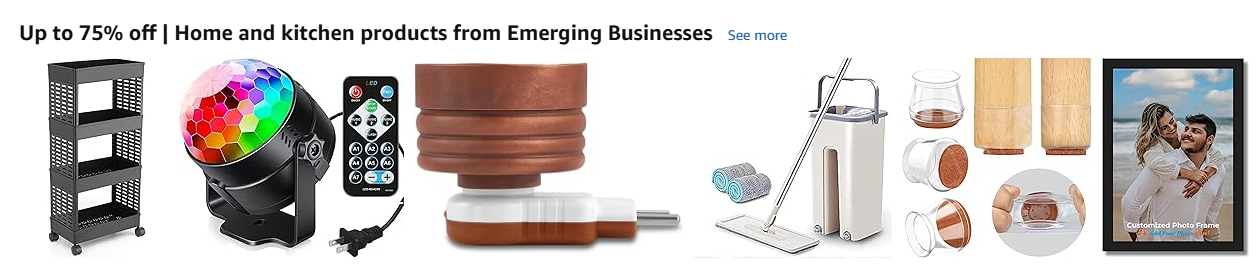 Up to 75% off | Home and kitchen products from Emerging Businesses See more
LED
A1 A2 A3
A4 A5 A6
A7 - +
Customized Photo Frame